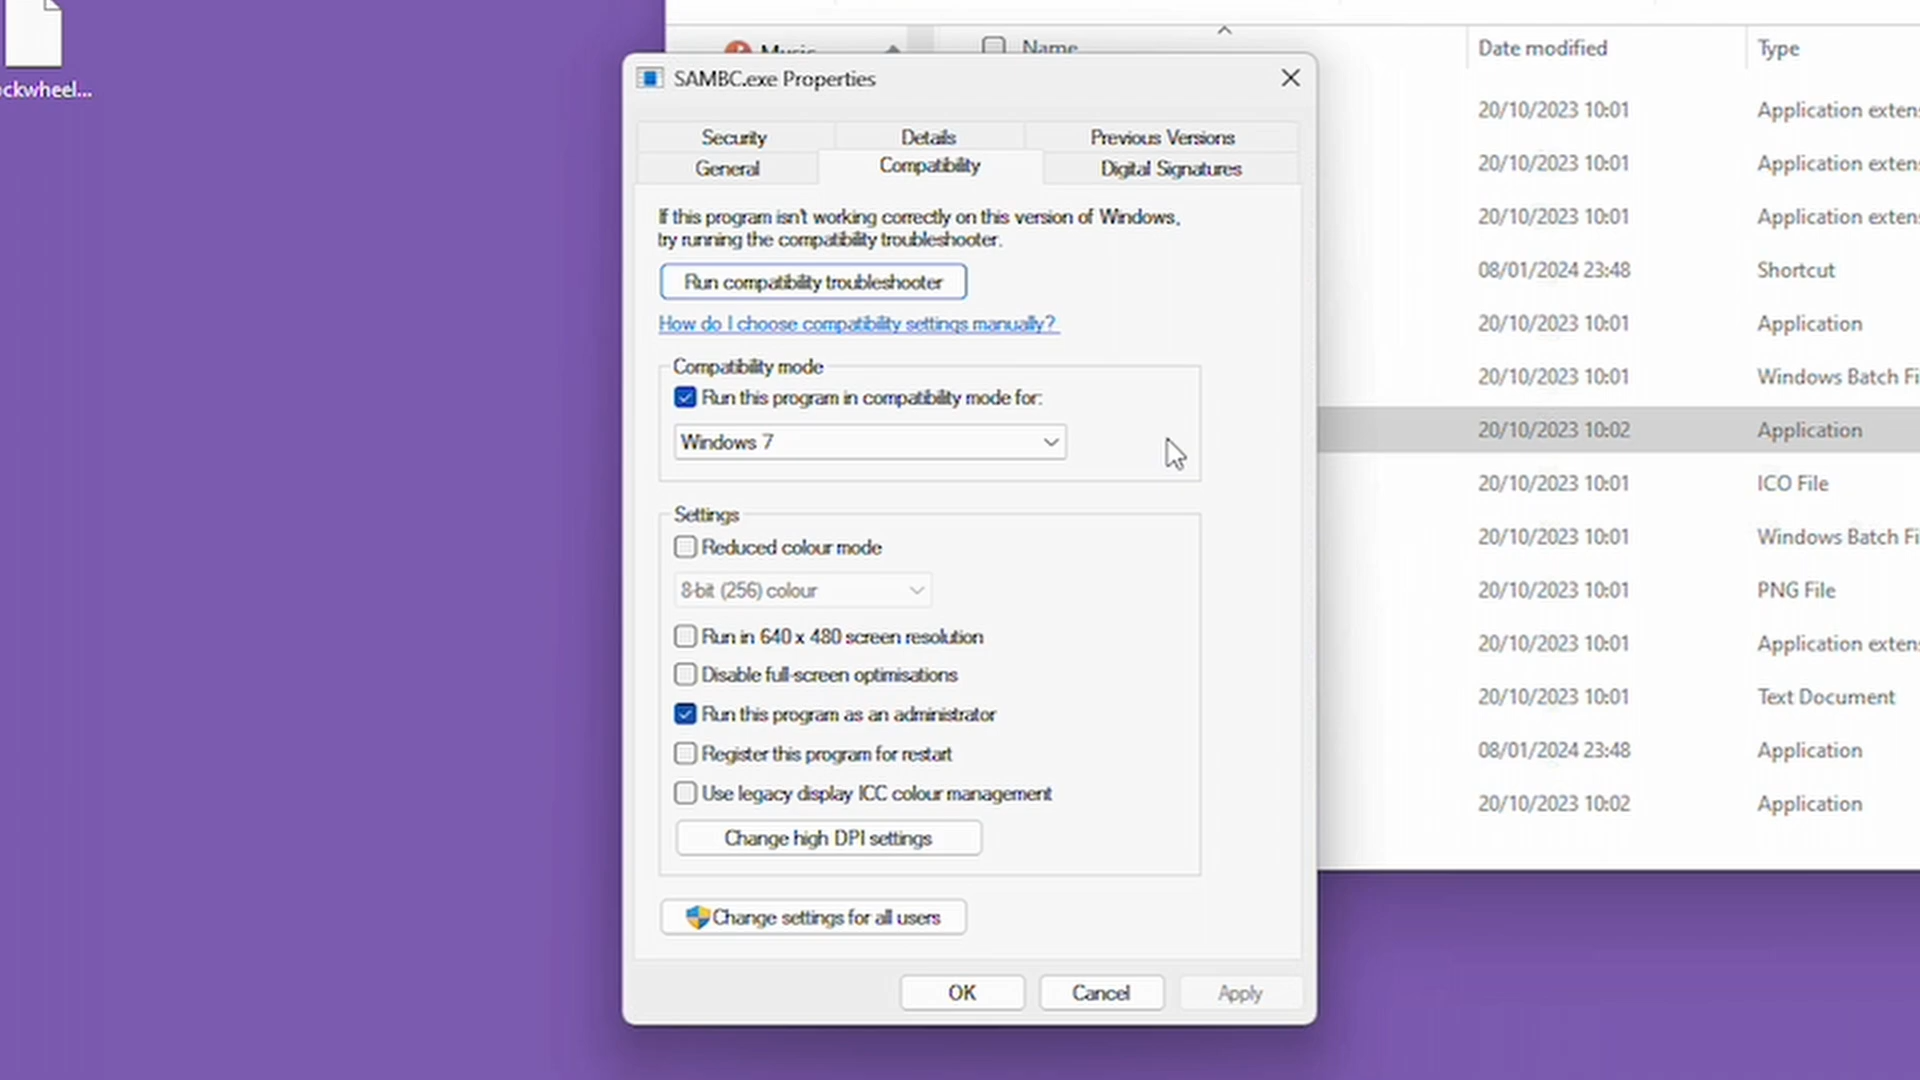 ockwheel...
Music
Name
Date modified
Type
SAMBC.exe Properties
Security
Details
Previous Versions
General
Compatibility
Digital Signatures
If this program isn't working correctly on this version of Windows,
try running the compatibility troubleshooter.
Run compatibility troubleshooter
How do I choose compatibility settings manually?
Compatibility mode
Run this program in compatibility mode for:
Windows 7
Settings
Reduced colour mode
8-bit (256) colour
Run in 640 x 480 screen resolution
Disable full-screen optimisations
Run this program as an administrator
Register this program for restart
Use legacy display ICC colour management
Change high DPI settings
Change settings for all users
OK
Cancel
Apply
20/10/2023 10:01 Application extens
20/10/2023 10:01 Application extens
20/10/2023 10:01 Application extens
08/01/2024 23:48 Shortcut
20/10/2023 10:01 Application
20/10/2023 10:01 Windows Batch Fi
20/10/2023 10:02 Application
20/10/2023 10:01 ICO File
20/10/2023 10:01 Windows Batch Fi
20/10/2023 10:01 PNG File
20/10/2023 10:01 Application extens
20/10/2023 10:01 Text Document
08/01/2024 23:48 Application
20/10/2023 10:02 Application